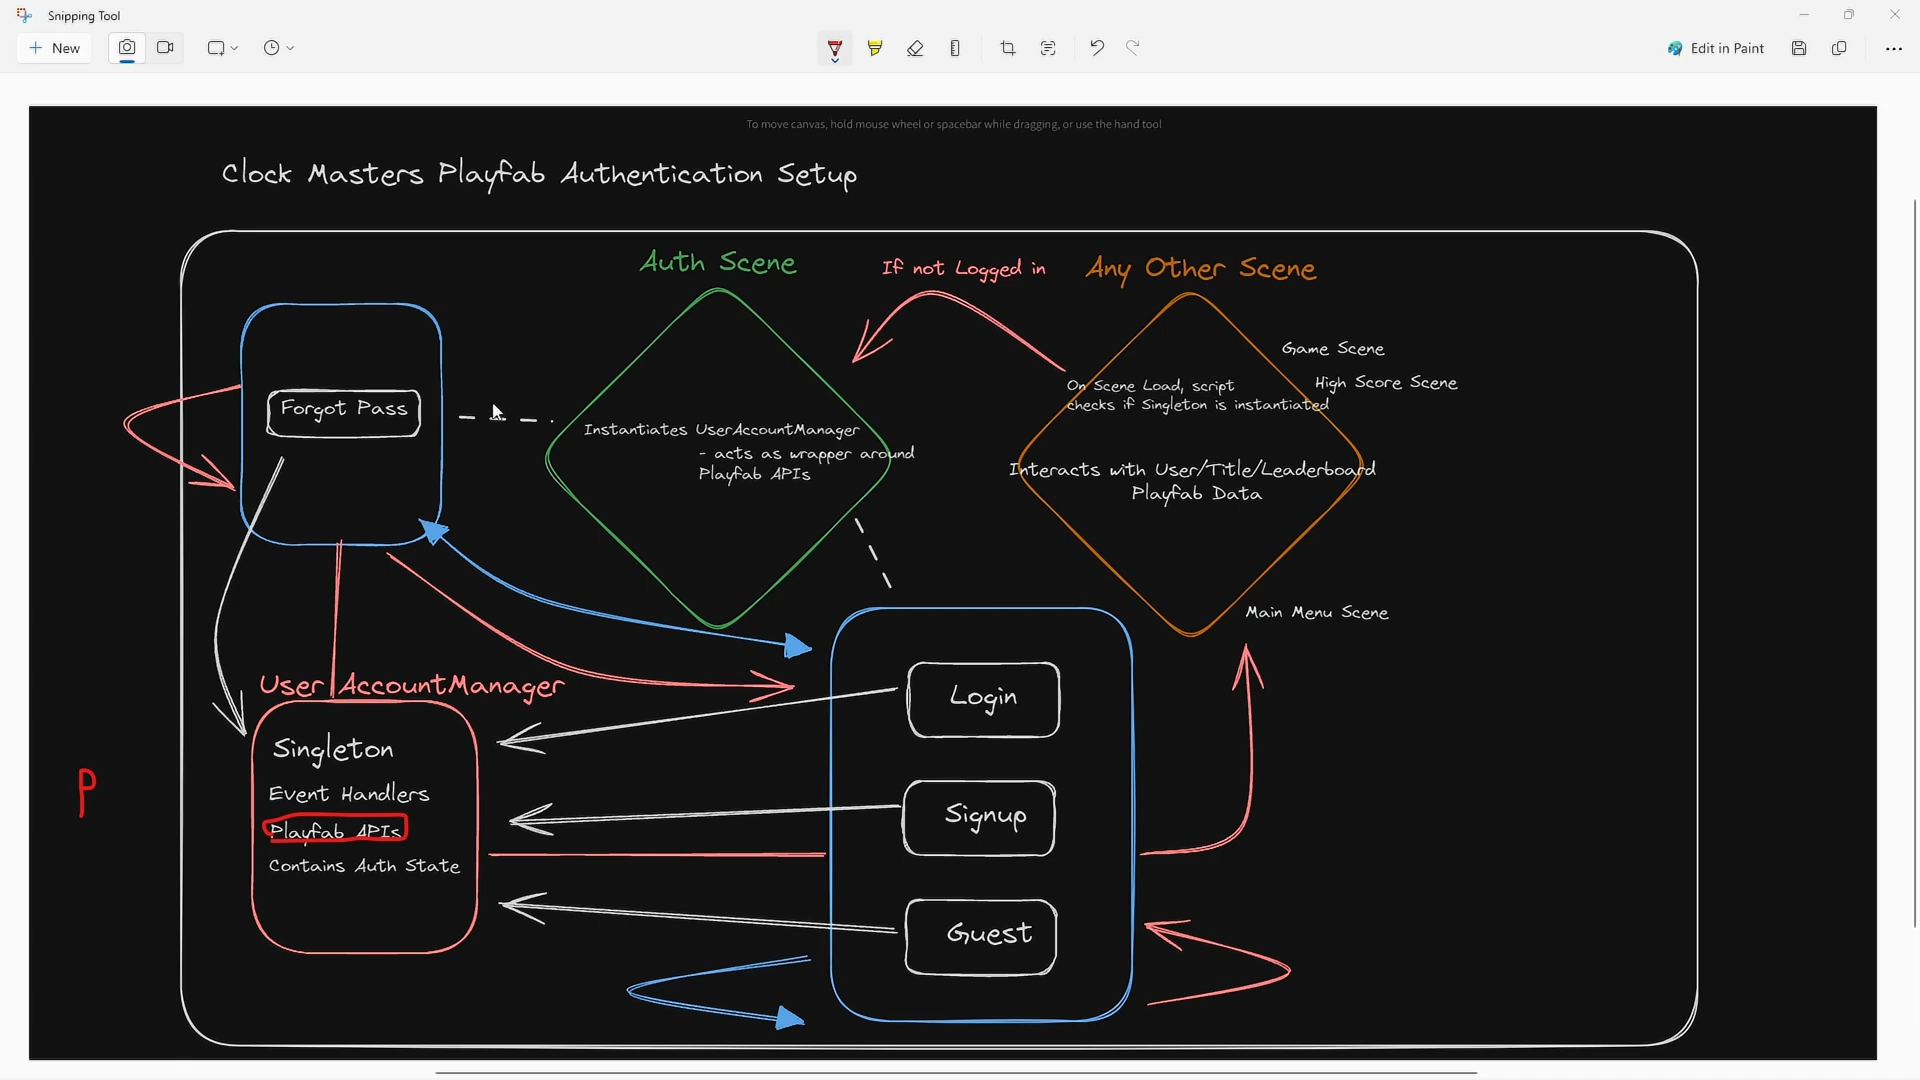 Snipping Tool
New
Edit in Paint
To move canvas, hold mouse wheel or spacebar while dragging, or use the hand tool
Clock Masters Playfab Authentication Setup
Auth Scene
If not Logged in
Any Other Scene
Game Scene
High Score Scene
On Scene Load, script
checks if Singleton is instantiated
Forgot Pass
Instantiates UserAccountManager
- acts as wrapper around
Playfab APIs
Interacts with User/Title/Leaderboard
Playfab Data
Main Menu Scene
User AccountManager
Login
Singleton
Event Handlers
P
Playfab APIs
Signup
Contains Auth State
Guest